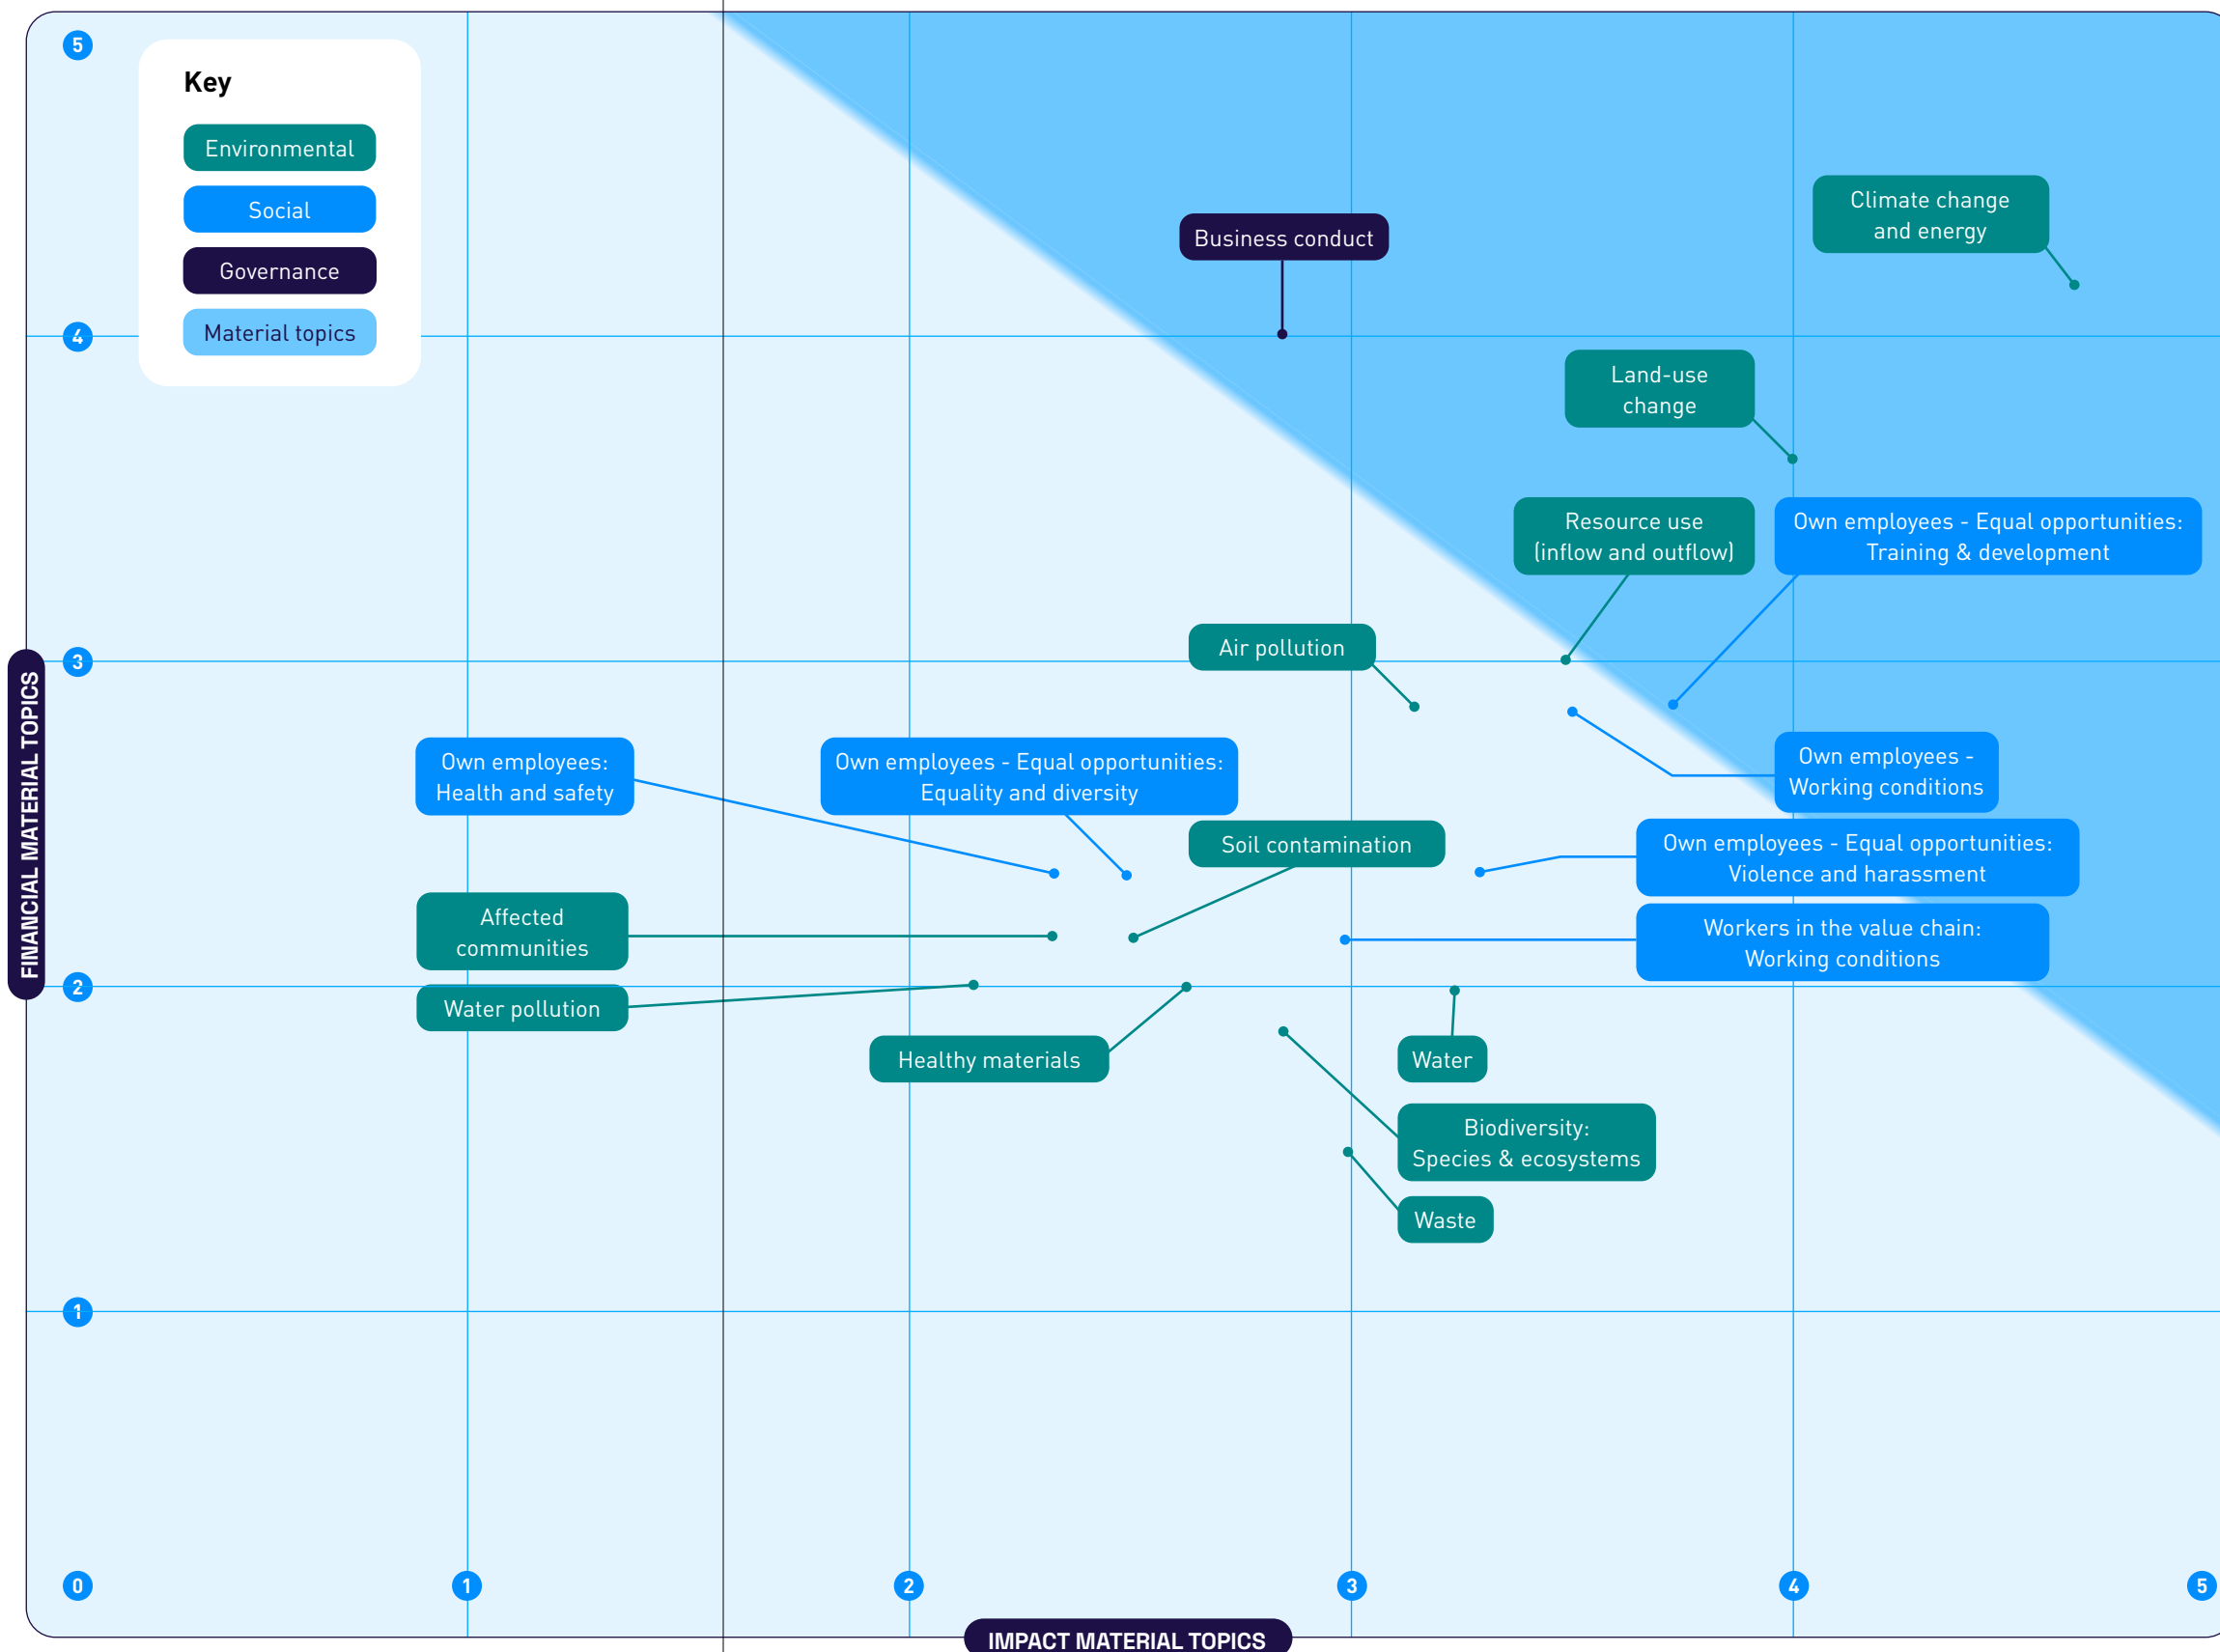 5
Key
Environmental
Social
Governance
Material topics
Climate change
and energy
Business conduct
4
Land-use
change
Resource use
(inflow and outflow)
Own employees - Equal opportunities:
Training & development
Air pollution
3
FINANCIAL MATERIAL TOPICS
Own employees:
Health and safety
Own employees - Equal opportunities:
Equality and diversity
Own employees -
Working conditions
Soil contamination
Own employees - Equal opportunities:
Violence and harassment
Affected
communities
Workers in the value chain:
Working conditions
2
Water pollution
Healthy materials
Water
Biodiversity:
Species & ecosystems
Waste
1
0
1
2
3
4
5
IMPACT MATERIAL TOPICS